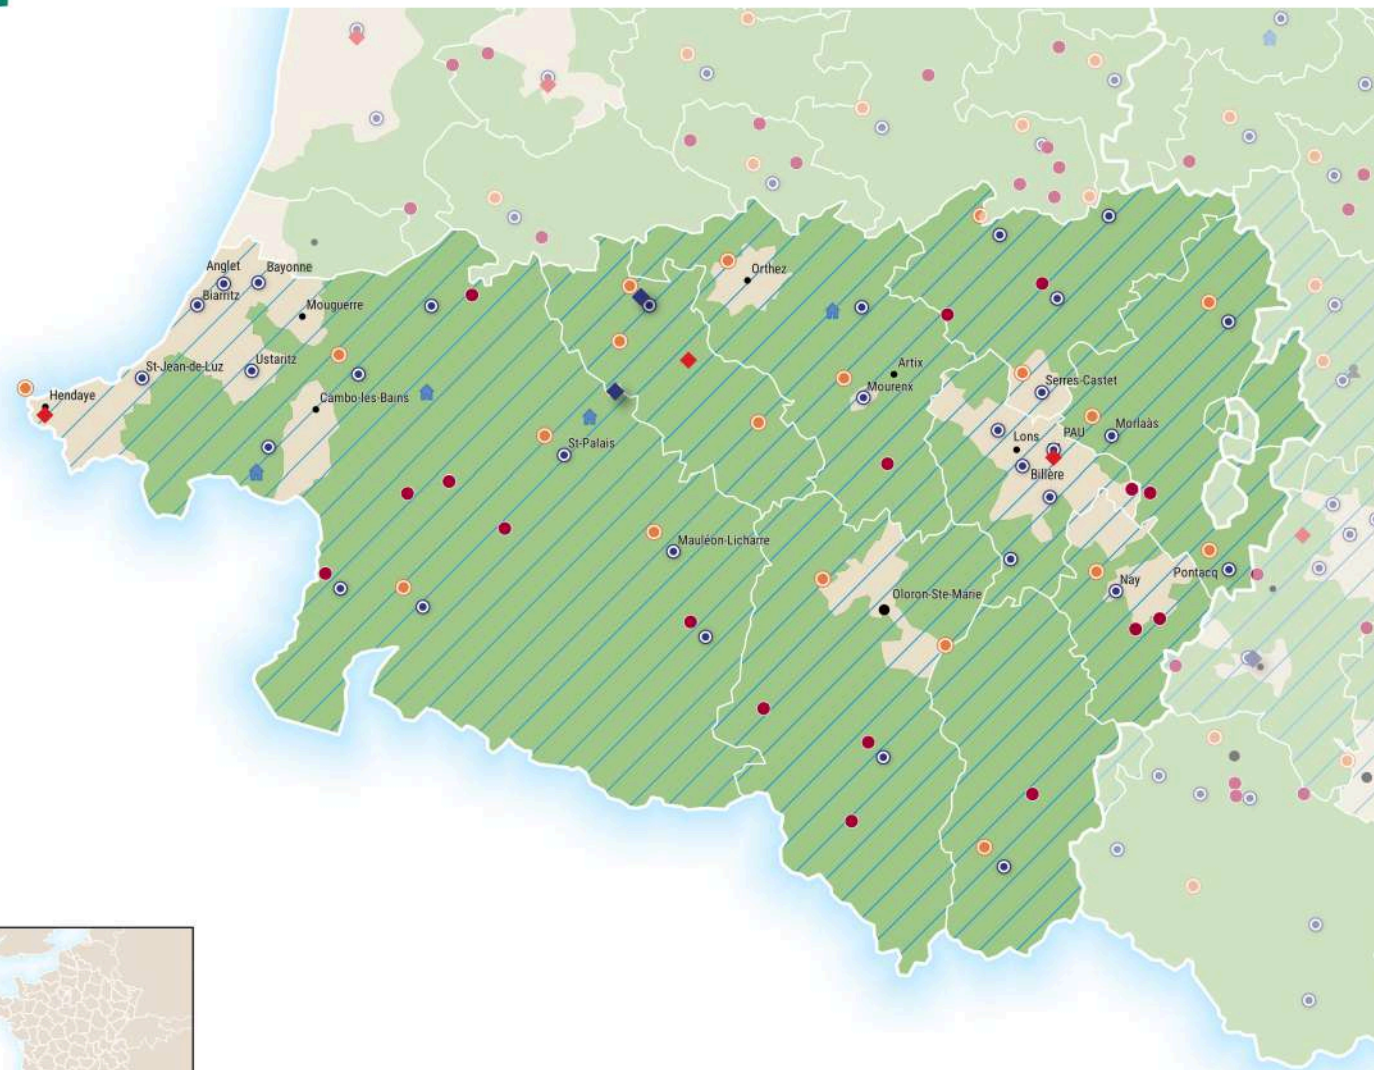 Anglet
Bayonne
Biarritz
Mouguerre
Orthez
St-Jean-de-Luz
Ustaritz
Artix
Mourenx
Serres-Castet
Hendaye
Cambo-les-Bains
Lons
PAU
Morlaàs
St-Palais
Billère
Mauléon-Licharre
Pontacq
Nay
Oloron-Ste-Marie